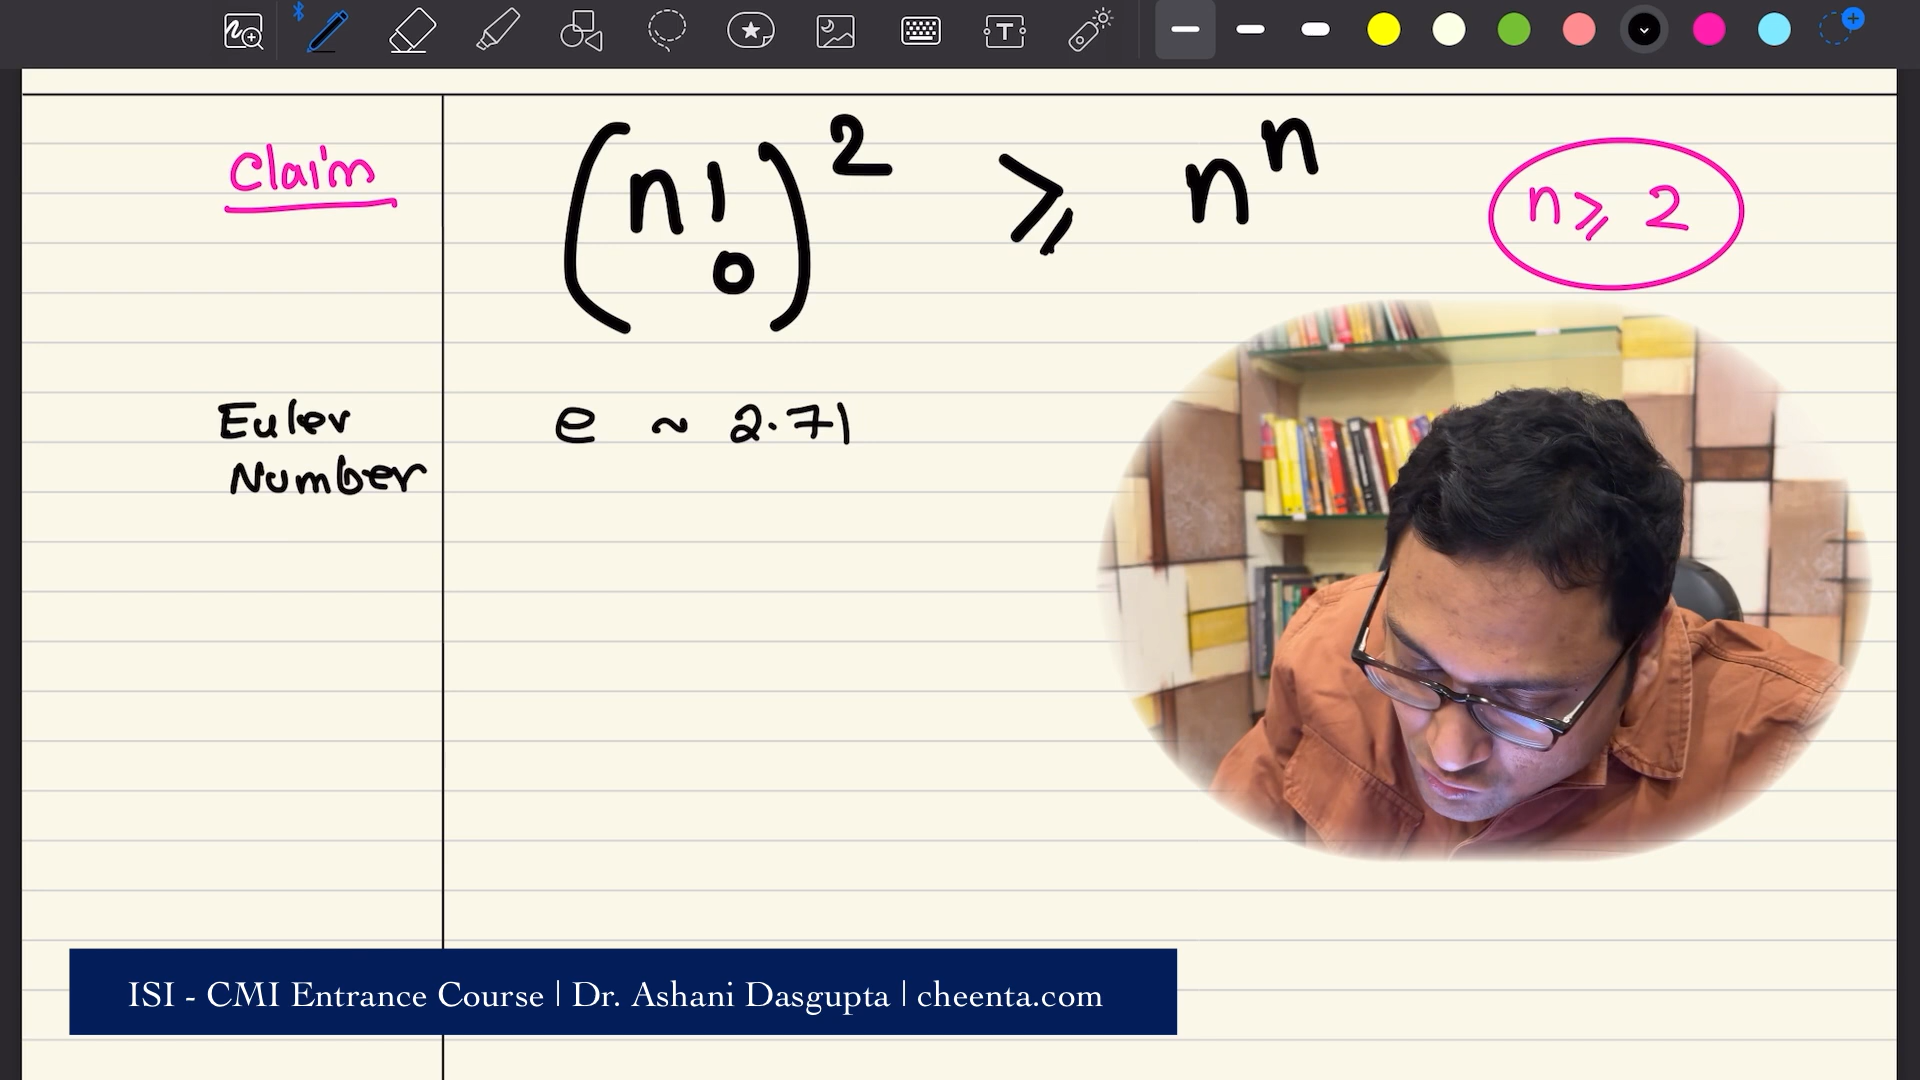 Claim
(n!)² ⩾ nⁿ
n ⩾ 2
Euler
Number
e ~ 2.71
ISI - CMI Entrance Course | Dr. Ashani Dasgupta | cheenta.com